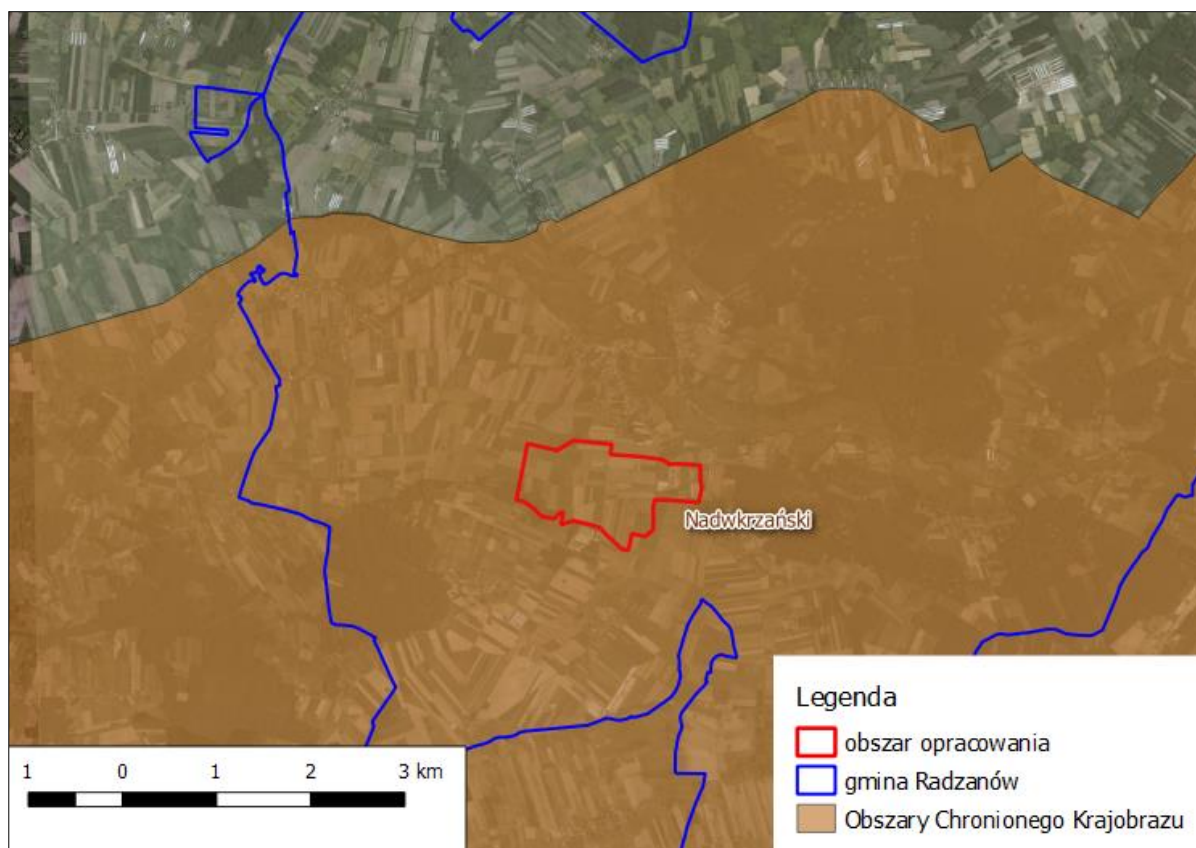 Nadwkrzański
Legenda
obszar opracowania
gmina Radzanów
Obszary Chronionego Krajobrazu
1 0 1 2 3 km